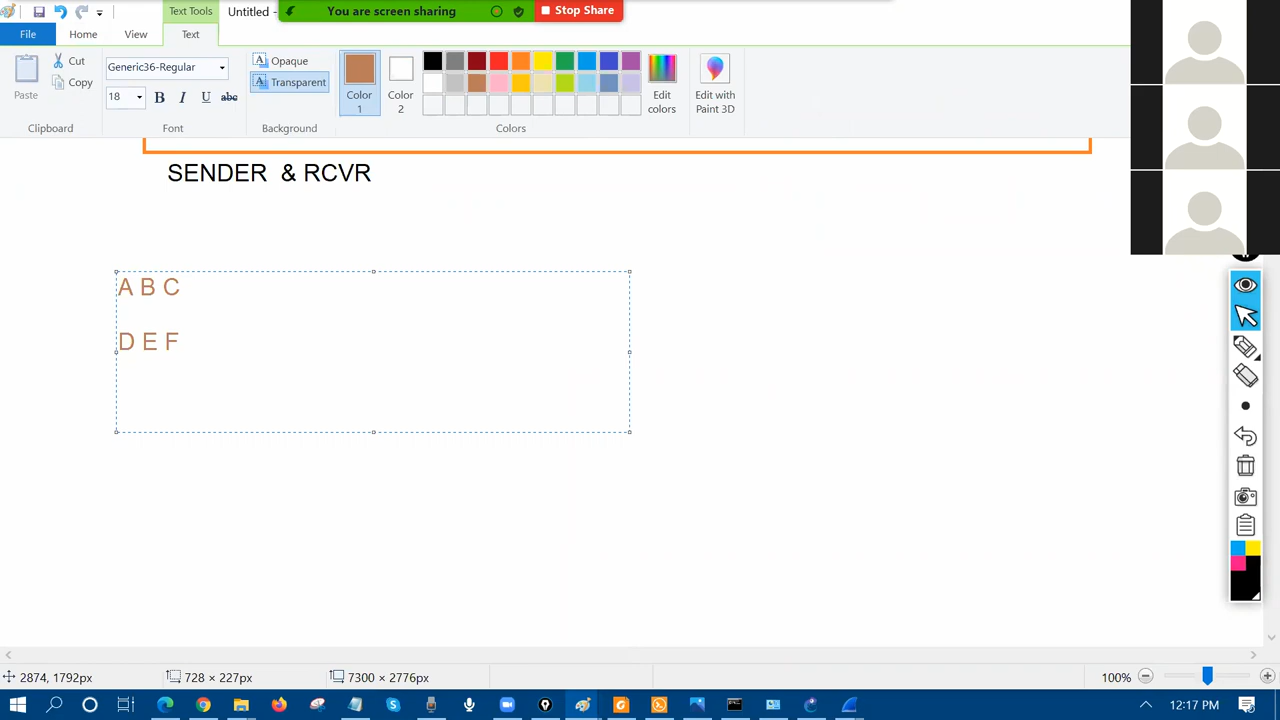 Text Tools
Untitled -
You are screen sharing
Stop Share
File
Home
View
Text
Paste
Cut
Copy
Clipboard
Generic36-Regular
18
B I U abc
Font
Opaque
Transparent
Background
Color 1
Color 2
Edit colors
Colors
Edit with Paint 3D
SENDER & RCVR
A B C
D E F
2874, 1792px
728 × 227px
7300 × 2776px
100%
12:17 PM